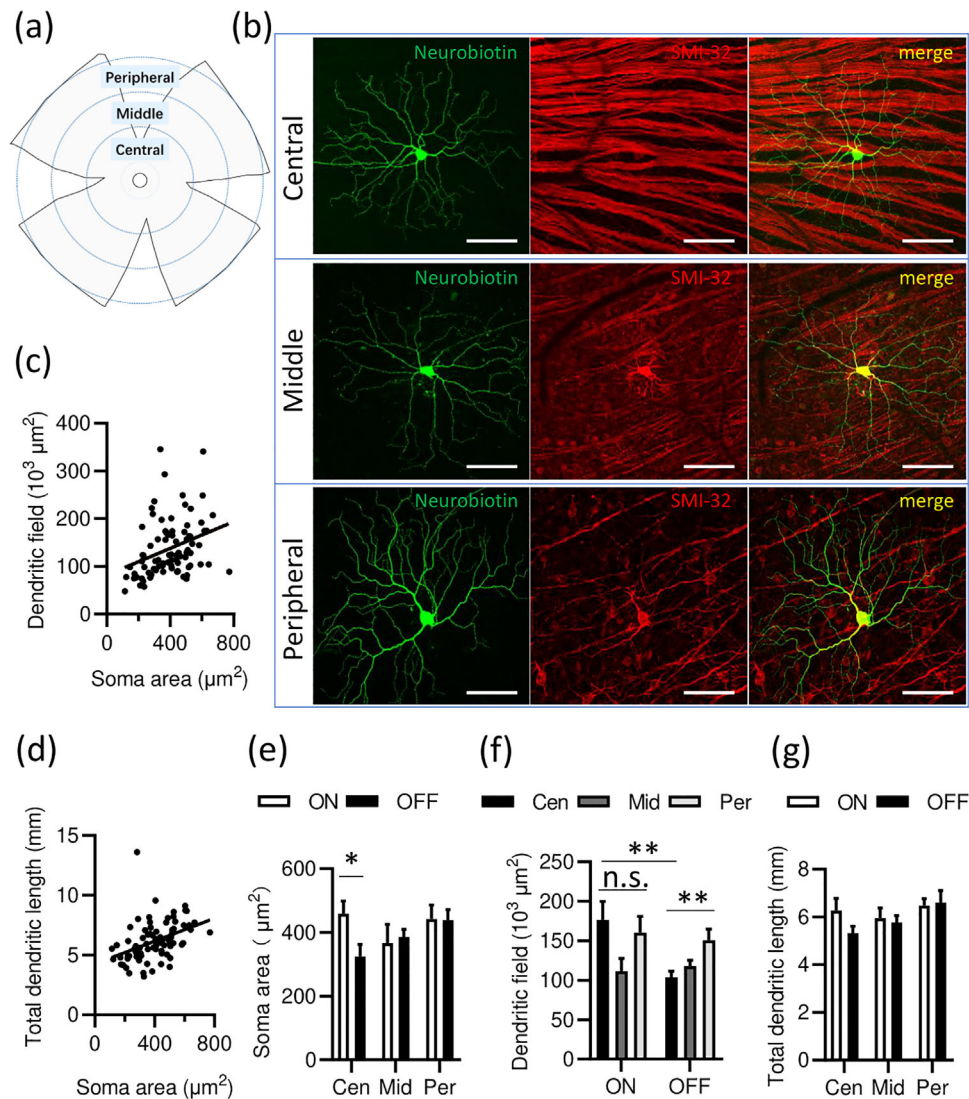 (a)
Peripheral
Middle
Central
(b)
Neurobiotin SMI-32 merge
Central
Neurobiotin SMI-32 merge
Middle
Neurobiotin SMI-32 merge
Peripheral
(c)
Dendritic field (10³ µm²)
400
300
200
100
0
0 400 800
Soma area (µm²)
(d)
Total dendritic length (mm)
15
10
5
0
0 400 800
Soma area (µm²)
(e)
ON OFF
Soma area ( µm²)
600
400
200
0
*
Cen Mid Per
(f)
Cen Mid Per
Dendritic field (10³ µm²)
250
200
150
100
50
0
**
n.s.
**
ON OFF
(g)
ON OFF
Total dendrite length (mm)
8
6
4
2
0
Cen Mid Per